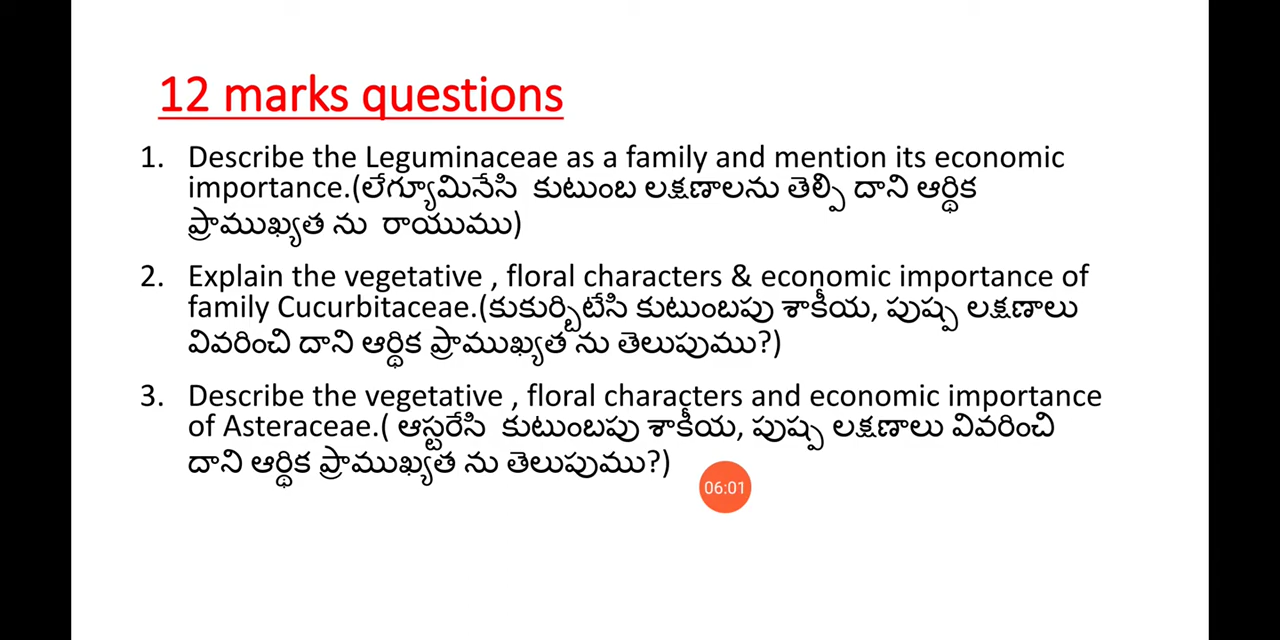 12 marks questions
1. Describe the Leguminaceae as a family and mention its economic
importance.(లేగ్యూమినేసి కుటుంబ లక్షణాలను తెల్పి దాని ఆర్థిక
ప్రాముఖ్యత ను రాయుము)
2. Explain the vegetative , floral characters & economic importance of
family Cucurbitaceae.(కుకుర్బిటేసి కుటుంబపు శాకీయ, పుష్ప లక్షణాలు
వివరించి దాని ఆర్థిక ప్రాముఖ్యత ను తెలుపుము?)
3. Describe the vegetative , floral characters and economic importance
of Asteraceae.( ఆస్టరేసి కుటుంబపు శాకీయ, పుష్ప లక్షణాలు వివరించి
దాని ఆర్థిక ప్రాముఖ్యత ను తెలుపుము?)
06:01